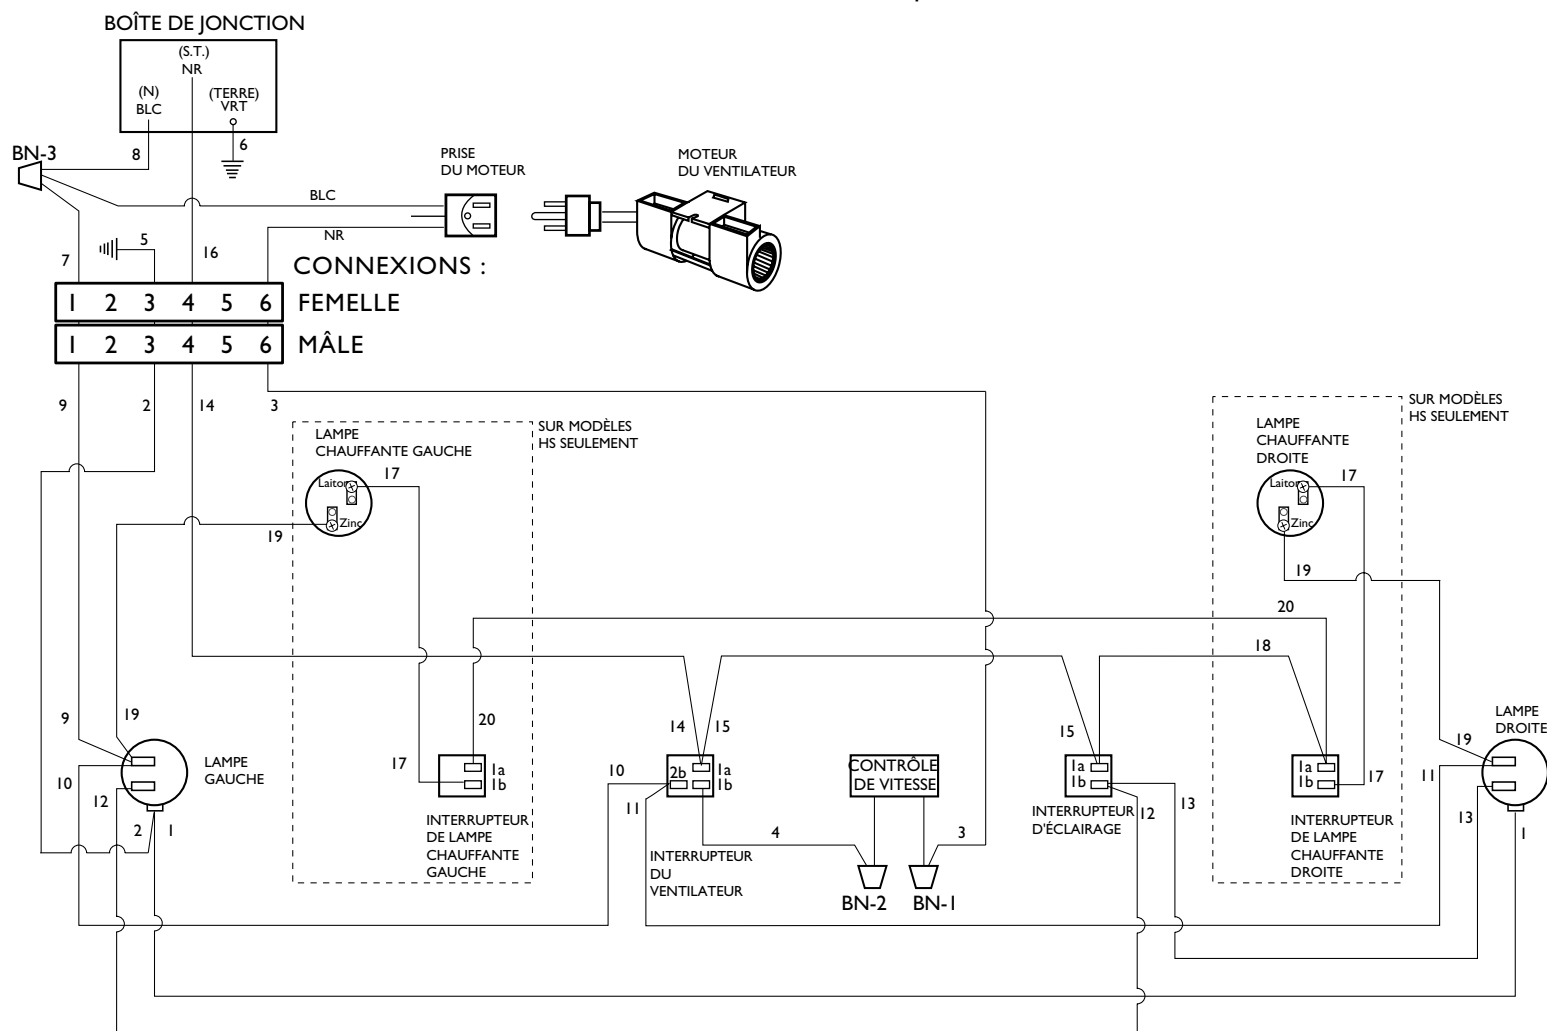 BOÎTE DE JONCTION
(S.T.)
NR
(N)
BLC
(TERRE)
VRT
6
8
BN-3
PRISE
DU MOTEUR
MOTEUR
DU VENTILATEUR
BLC
NR
5
7
16
CONNEXIONS :
1 2 3 4 5 6 FEMELLE
1 2 3 4 5 6 MÂLE
9
2
14
3
SUR MODÈLES
HS SEULEMENT
LAMPE
CHAUFFANTE GAUCHE
17
Laiton
Zinc
19
SUR MODÈLES
HS SEULEMENT
LAMPE
CHAUFFANTE
DROITE
17
Laiton
Zinc
19
20
18
9
19
LAMPE
GAUCHE
10
12
2
1
20
17
1a
1b
INTERRUPTEUR
DE LAMPE
CHAUFFANTE
GAUCHE
14
15
10
11
2b
1a
1b
INTERRUPTEUR
DU
VENTILATEUR
4
CONTRÔLE
DE VITESSE
3
BN-2
BN-1
15
1a
1b
INTERRUPTEUR
D'ÉCLAIRAGE
12
13
1a
1b
17
INTERRUPTEUR
DE LAMPE
CHAUFFANTE
DROITE
LAMPE
DROITE
19
11
13
1